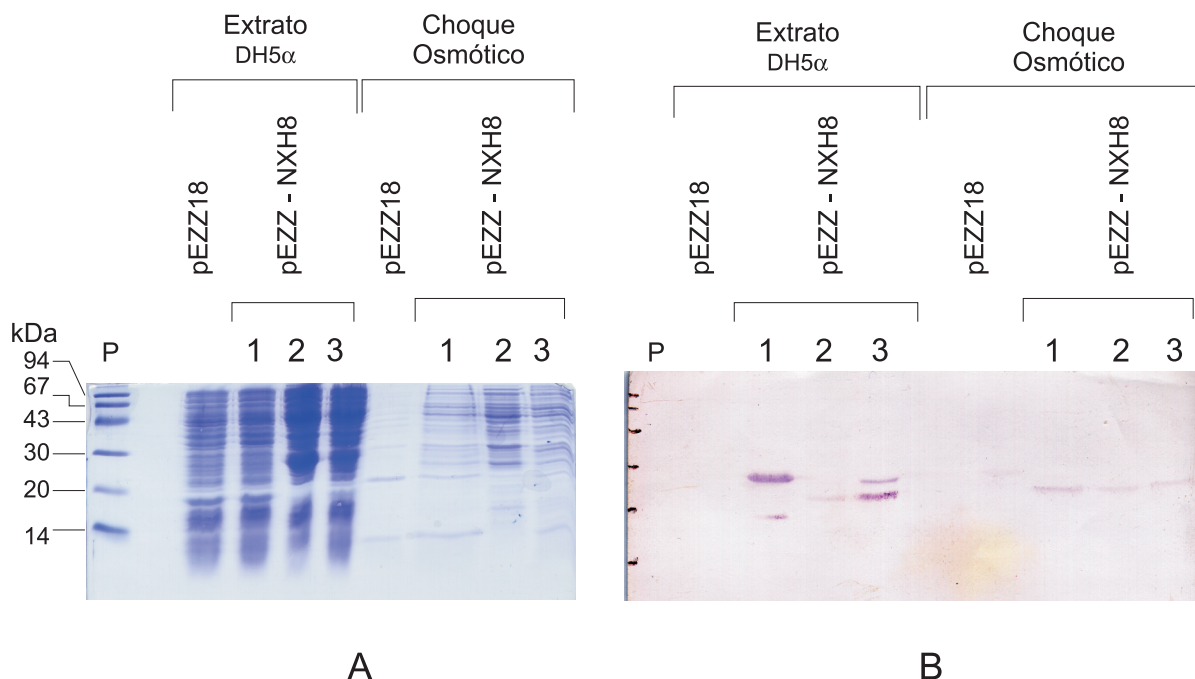 Extrato
DH5α
Choque
Osmótico
pEZZ18
pEZZ - NXH8
pEZZ18
pEZZ - NXH8
kDa
P
1
2
3
1
2
3
94
67
43
30
20
14
A
Extrato
DH5α
Choque
Osmótico
pEZZ18
pEZZ - NXH8
pEZZ18
pEZZ - NXH8
P
1
2
3
1
2
3
B